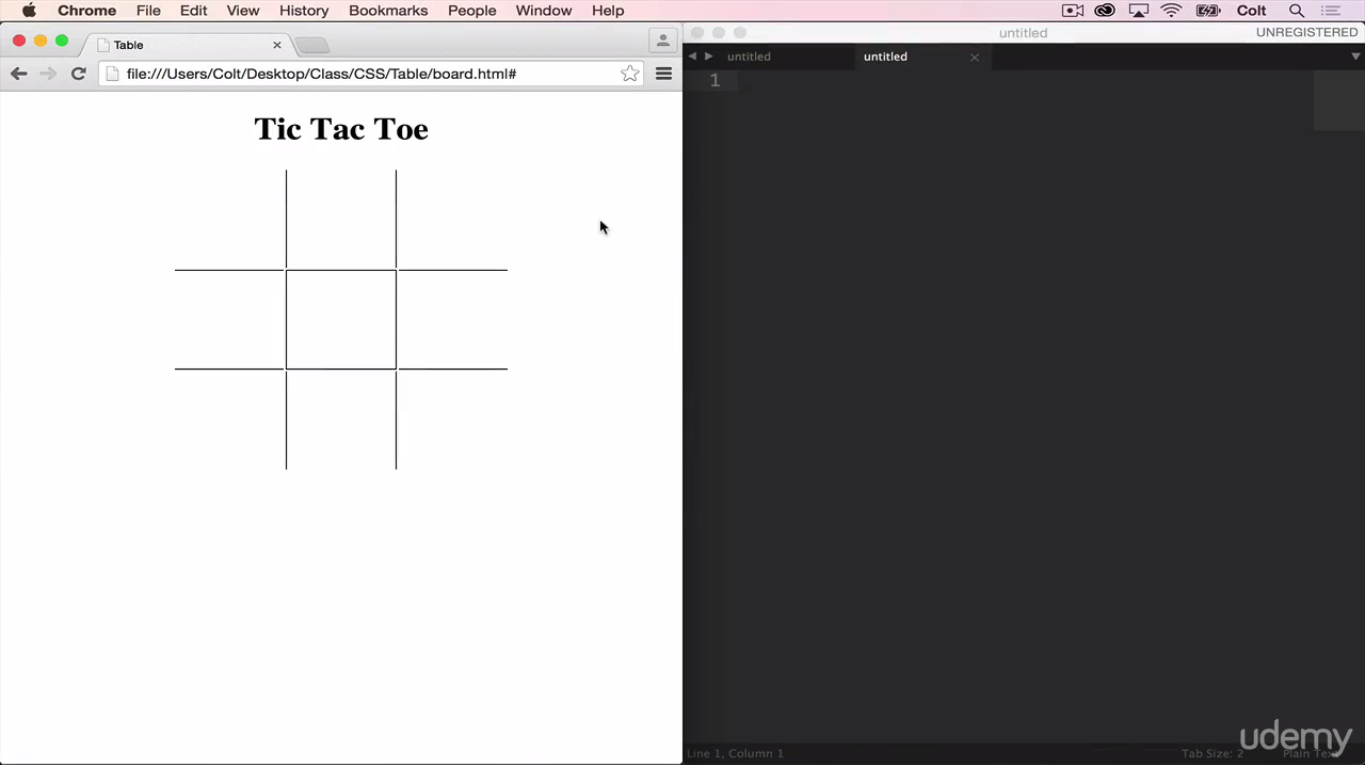 Chrome File Edit View History Bookmarks People Window Help Colt
Table
file:///Users/Colt/Desktop/Class/CSS/Table/board.html#
Tic Tac Toe
untitled UNREGISTERED
untitled untitled
1
Line 1, Column 1 Tab Size: 2 Plain Text
udemy